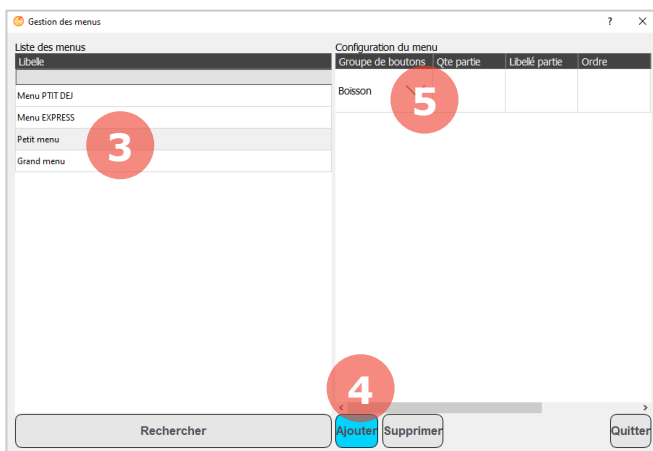 Gestion des menus ? ×
Liste des menus
Libelle
Menu PTIT DEJ
Menu EXPRESS
Petit menu
Grand menu
3
Configuration du menu
Groupe de boutons Qte partie Libellé partie Ordre
Boisson
5
4
Rechercher Ajouter Supprimer Quitter